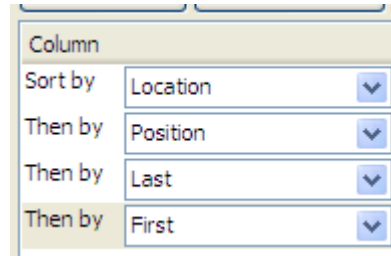 Column
Sort by Location
Then by Position
Then by Last
Then by First